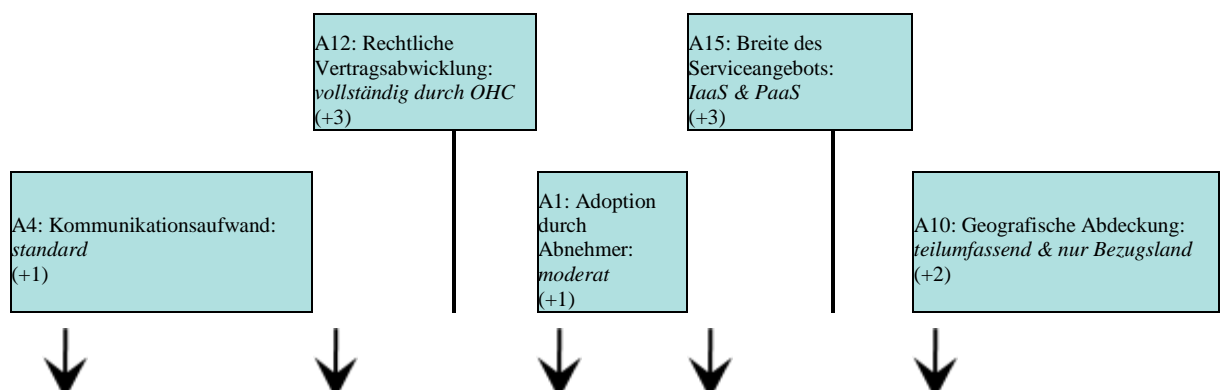 A12: Rechtliche
Vertragsabwicklung:
vollständig durch OHC
(+3)
A15: Breite des
Serviceangebots:
IaaS & PaaS
(+3)
A4: Kommunikationsaufwand:
standard
(+1)
A1: Adoption
durch
Abnehmer:
moderat
(+1)
A10: Geografische Abdeckung:
teilumfassend & nur Bezugsland
(+2)